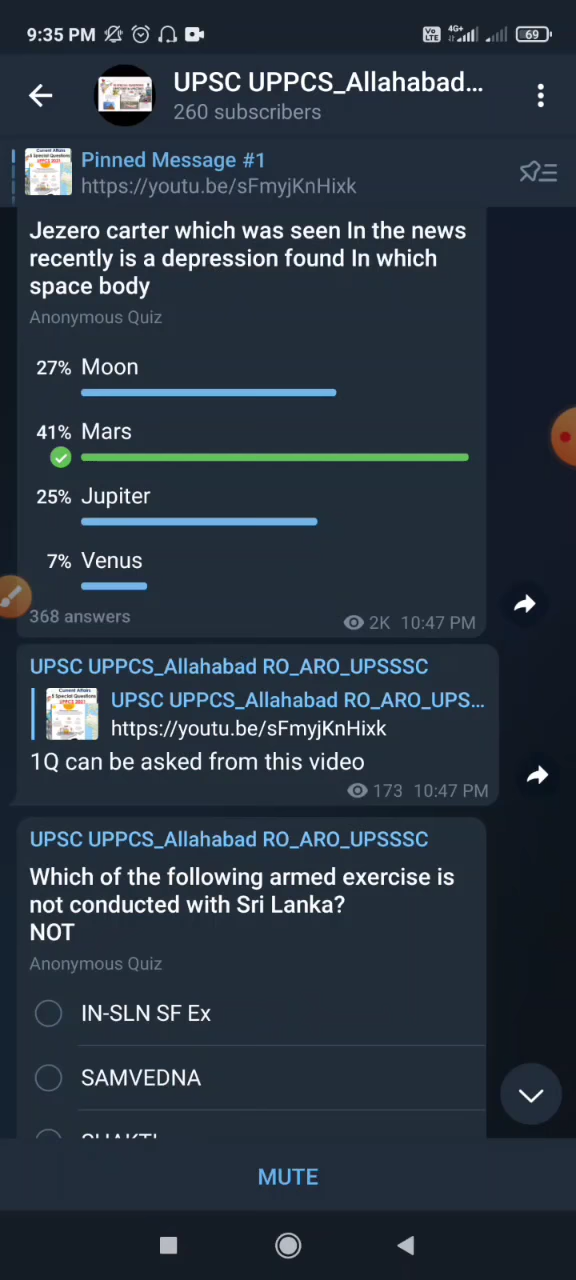 9:35 PM
Vo LTE 4G+ 69
UPSC UPPCS_Allahabad...
260 subscribers
Pinned Message #1
https://youtu.be/sFmyjKnHixk
Jezero carter which was seen In the news
recently is a depression found In which
space body
Anonymous Quiz
27% Moon
41% Mars
25% Jupiter
7% Venus
368 answers
2K 10:47 PM
UPSC UPPCS_Allahabad RO_ARO_UPSSSC
UPSC UPPCS_Allahabad RO_ARO_UPS...
https://youtu.be/sFmyjKnHixk
1Q can be asked from this video
173 10:47 PM
UPSC UPPCS_Allahabad RO_ARO_UPSSSC
Which of the following armed exercise is
not conducted with Sri Lanka?
NOT
Anonymous Quiz
IN-SLN SF Ex
SAMVEDNA
SHAKTI
MUTE